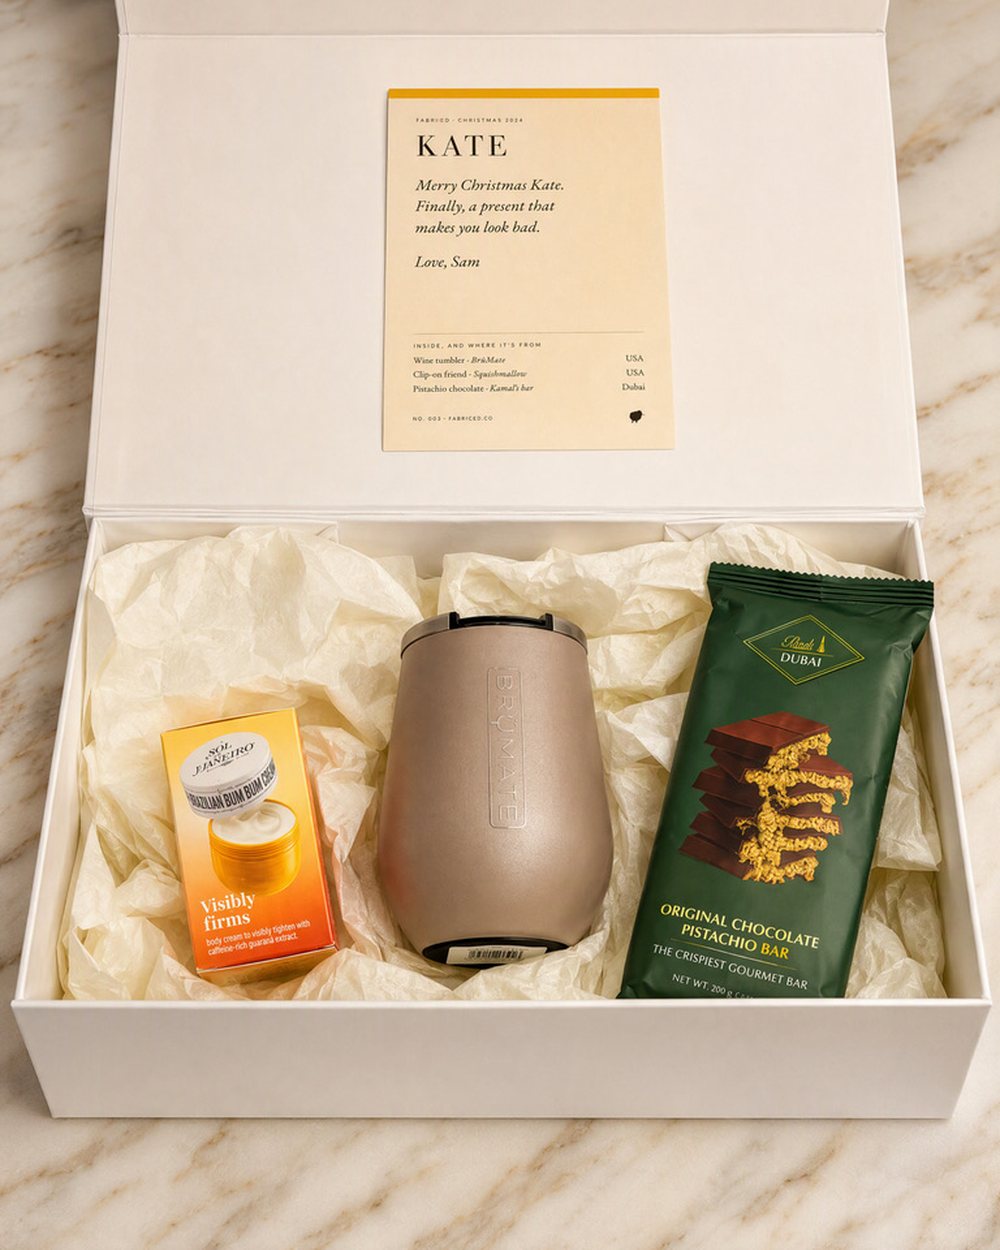 FABRICD · CHRISTMAS 2024
KATE
Merry Christmas Kate.
Finally, a present that
makes you look bad.
Love, Sam
INSIDE, AND WHERE IT'S FROM
Wine tumbler · BrüMate USA
Clip-on friend · Squishmallow USA
Pistachio chocolate · Kamal's bar Dubai
NO. 003 · FABRICED.CO
SOL
DE JANEIRO
BRAZILIAN BUM BUM CREAM
Visibly
firms
body cream to visibly tighten with
caffeine-rich guaraná extract.
BRÜMATE
DUBAI
ORIGINAL CHOCOLATE
PISTACHIO BAR
THE CRISPIEST GOURMET BAR
NET WT. 200 g